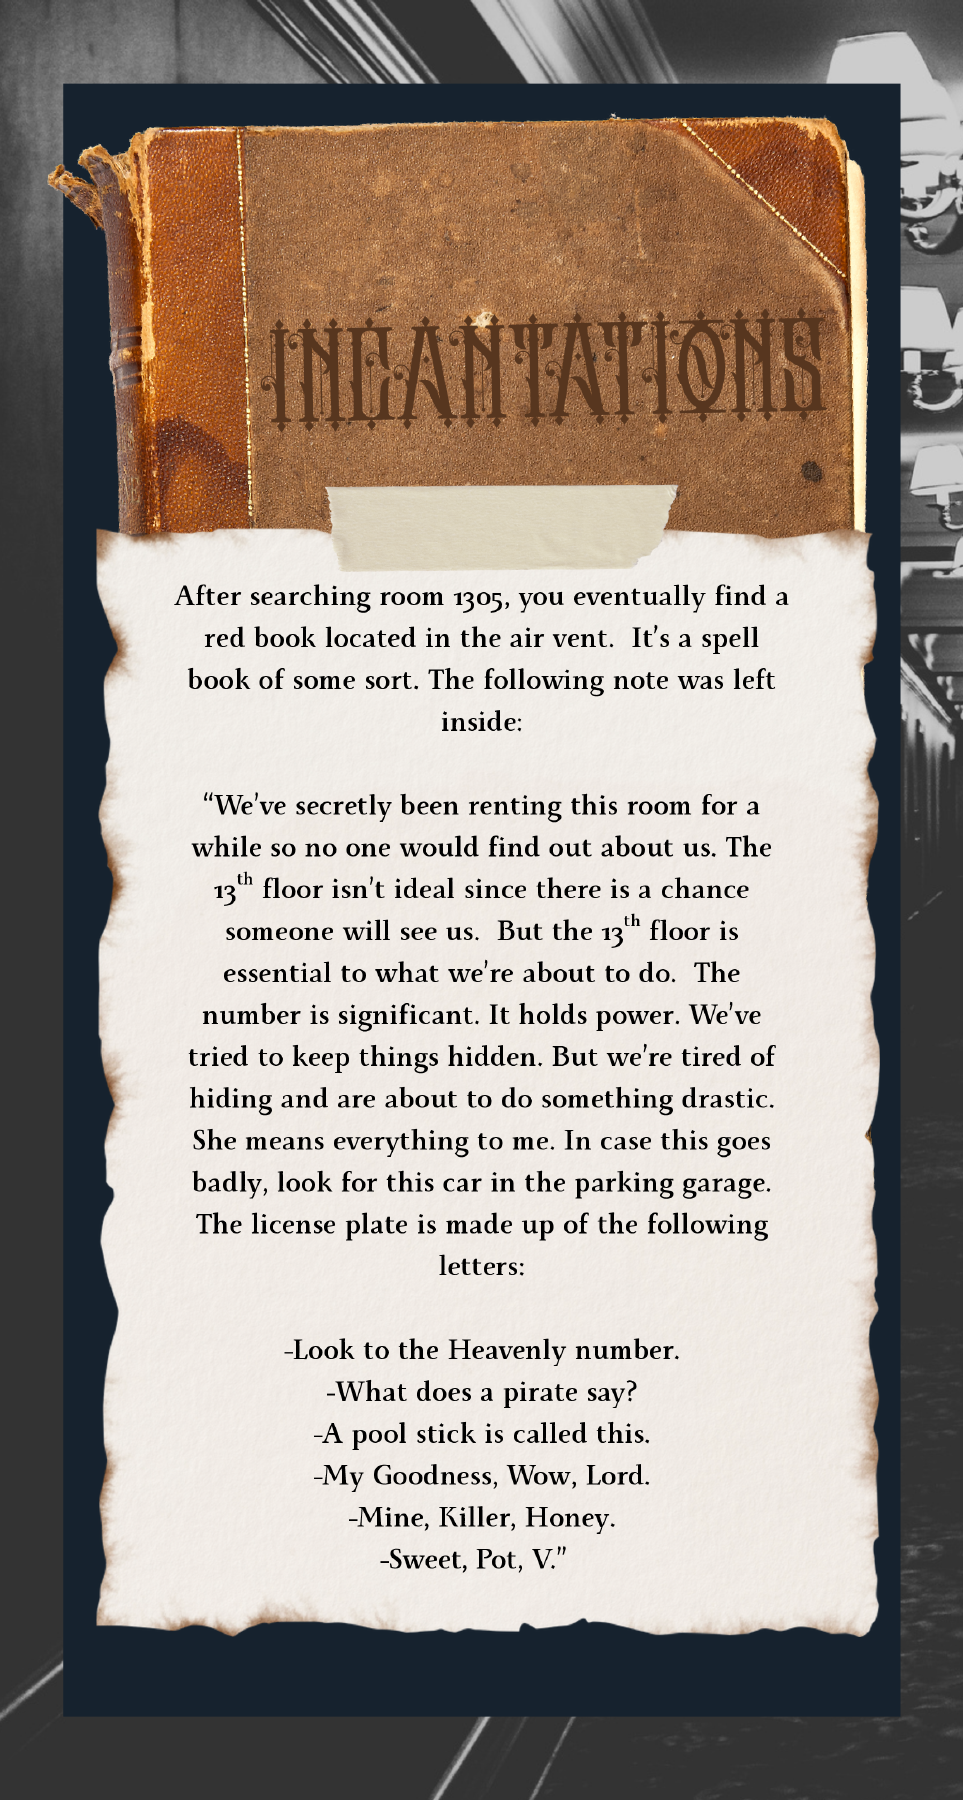 INCANTATIONS
After searching room 1305, you eventually find a
red book located in the air vent.  It's a spell
book of some sort. The following note was left
inside:
“We've secretly been renting this room for a
while so no one would find out about us. The
13th floor isn't ideal since there is a chance
someone will see us.  But the 13th floor is
essential to what we're about to do.  The
number is significant. It holds power. We've
tried to keep things hidden. But we're tired of
hiding and are about to do something drastic.
She means everything to me. In case this goes
badly, look for this car in the parking garage.
The license plate is made up of the following
letters:
-Look to the Heavenly number.
-What does a pirate say?
-A pool stick is called this.
-My Goodness, Wow, Lord.
-Mine, Killer, Honey.
-Sweet, Pot, V.”